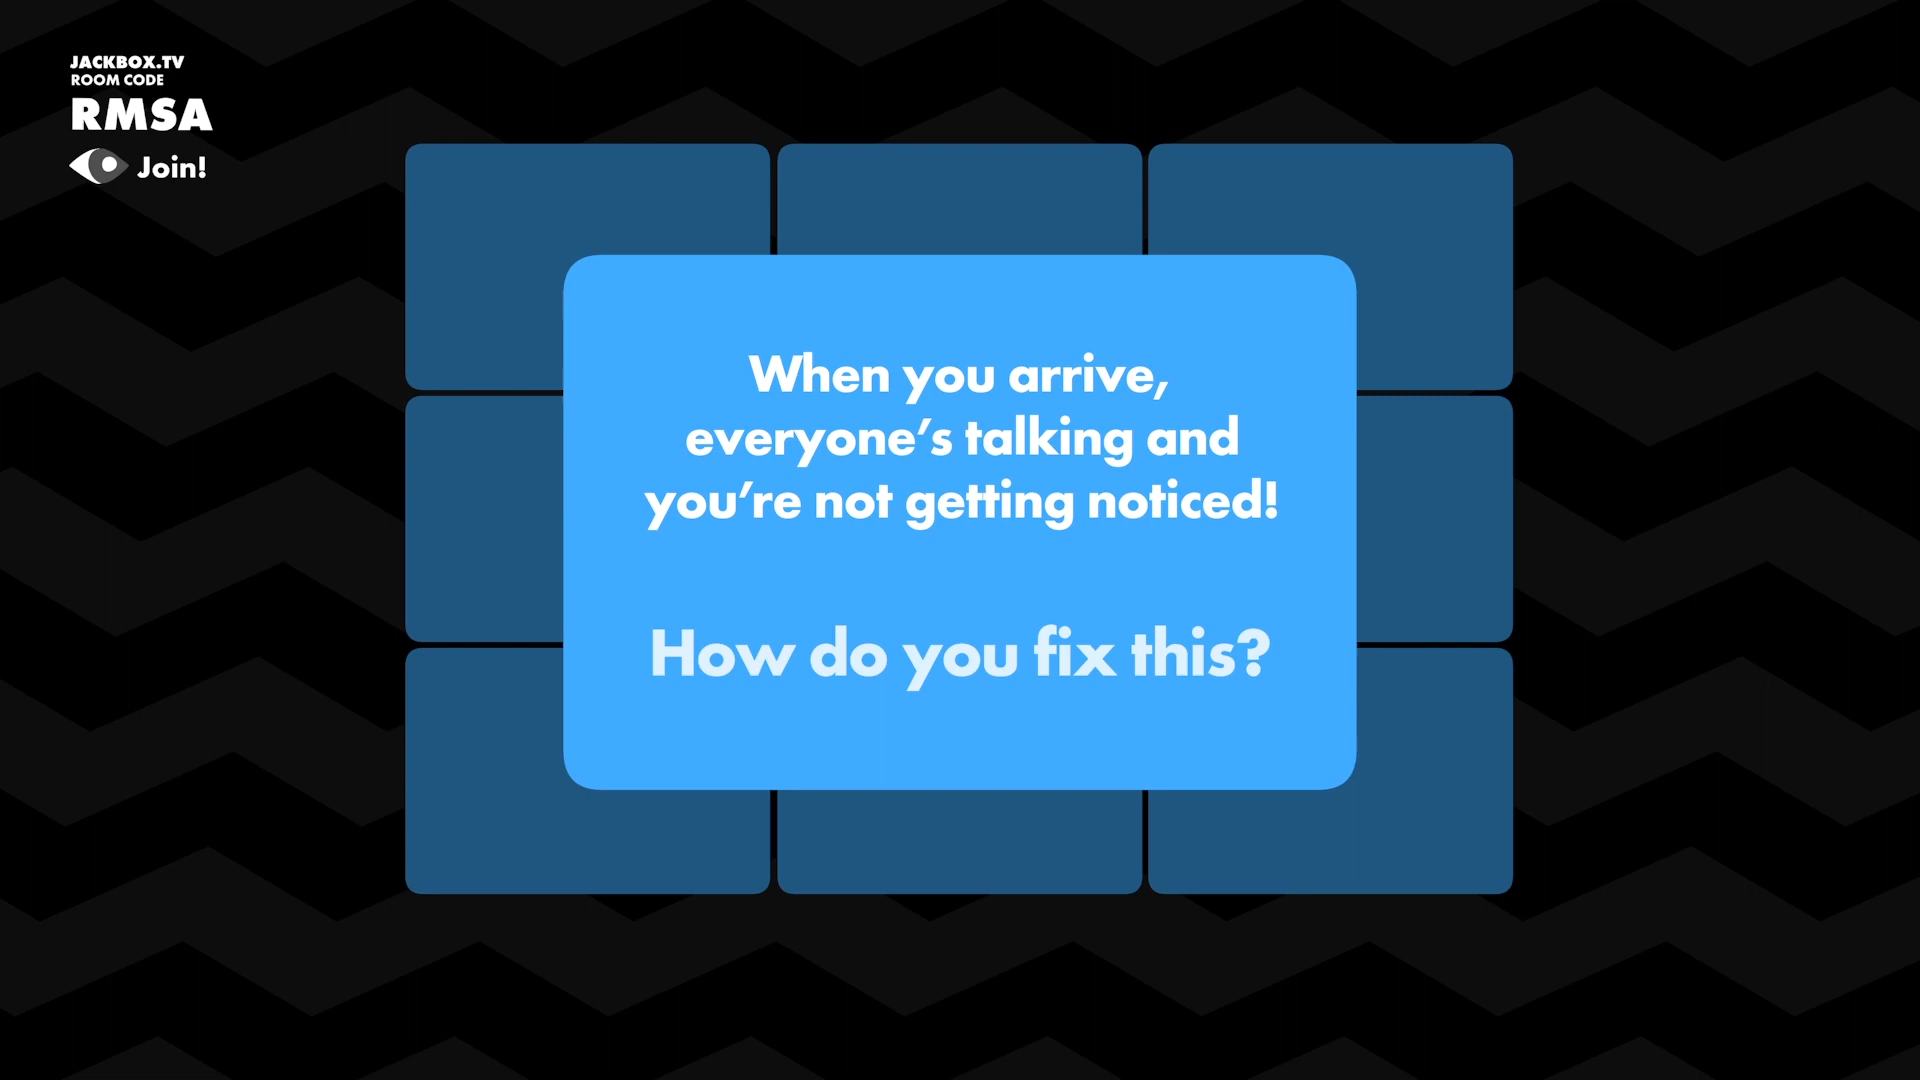 JACKBOX.TV
ROOM CODE
RMSA
Join!
When you arrive,
everyone’s talking and
you’re not getting noticed!
How do you fix this?